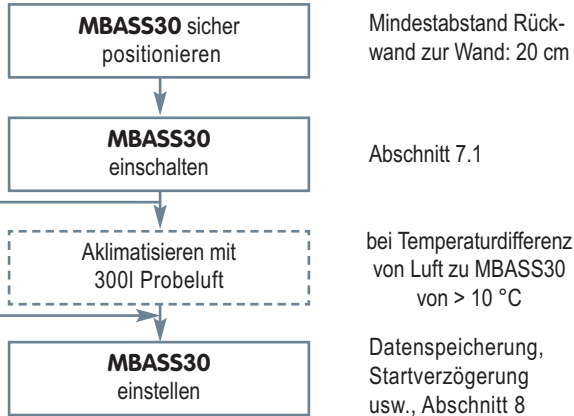 MBASS30 sicher
positionieren
Mindestabstand Rück-
wand zur Wand: 20 cm
MBASS30
einschalten
Abschnitt 7.1
Aklimatisieren mit
300l Probeluft
bei Temperaturdifferenz
von Luft zu MBASS30
von > 10 °C
MBASS30
einstellen
Datenspeicherung,
Startverzögerung
usw., Abschnitt 8